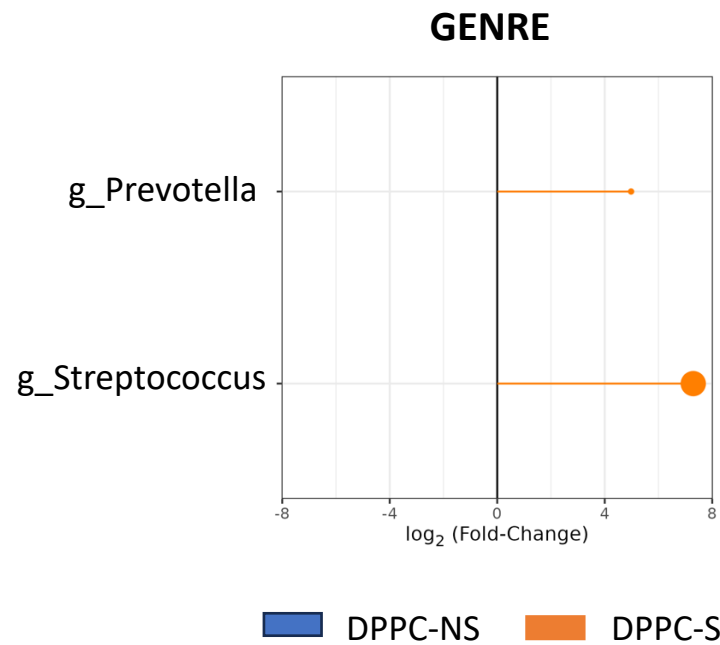 GENRE
g_Prevotella
g_Streptococcus
-8 -4 0 4 8
log₂ (Fold-Change)
DPPC-NS DPPC-S